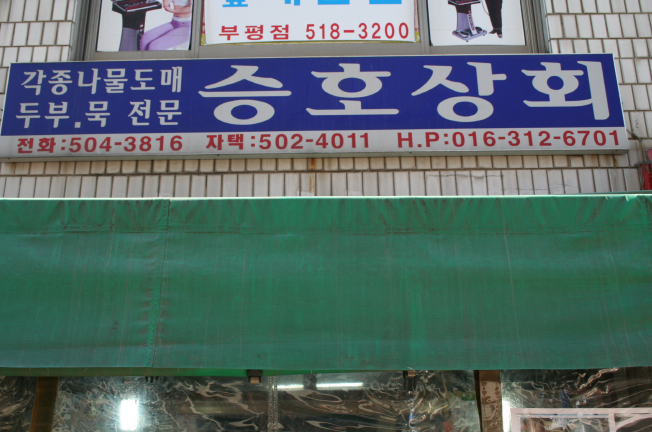 부평점 518-3200
각종나물도매
두부.묵 전문
승호상회
전화:504-3816 자택:502-4011 H.P:016-312-6701